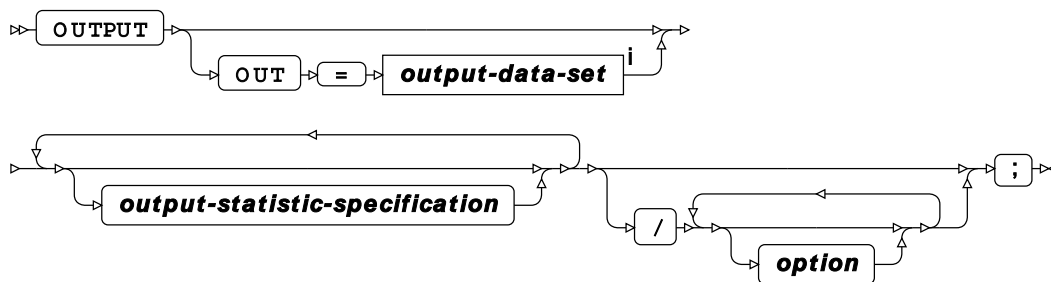 OUTPUT
OUT = output-data-set i
output-statistic-specification
/ option ;